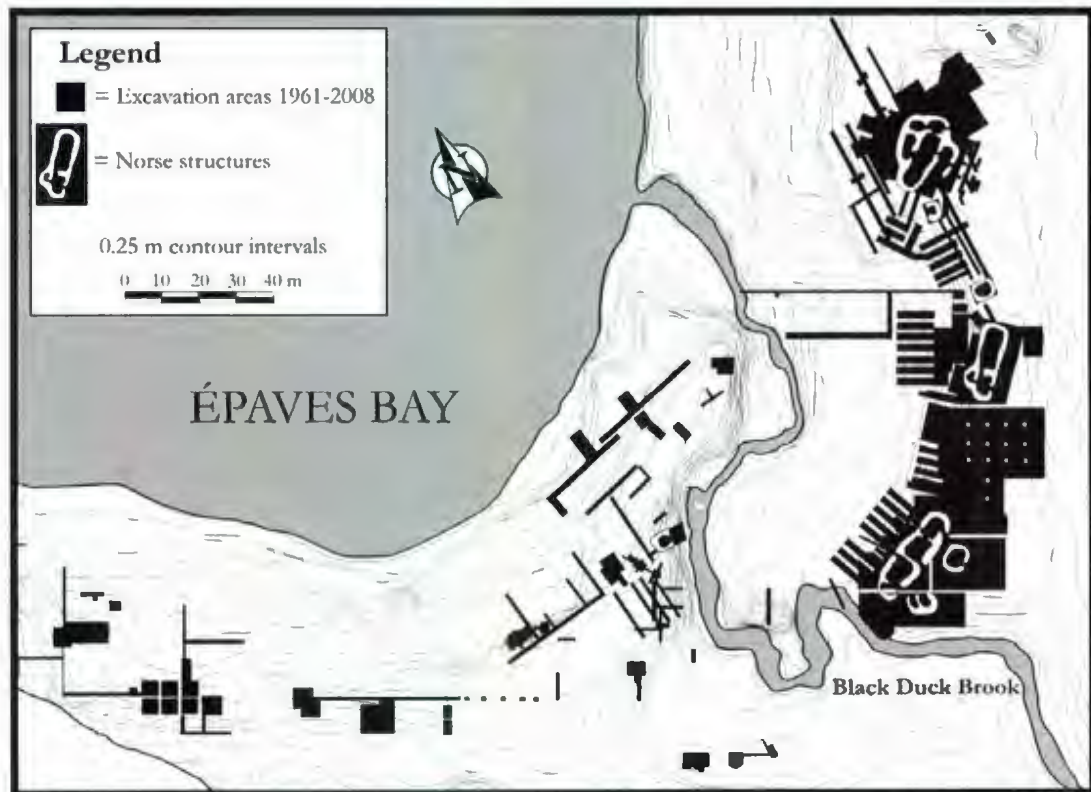 Legend
= Excavation areas 1961-2008
= Norse structures
0.25 m contour intervals
0 10 20 30 40 m
N
ÉPAVES BAY
Black Duck Brook